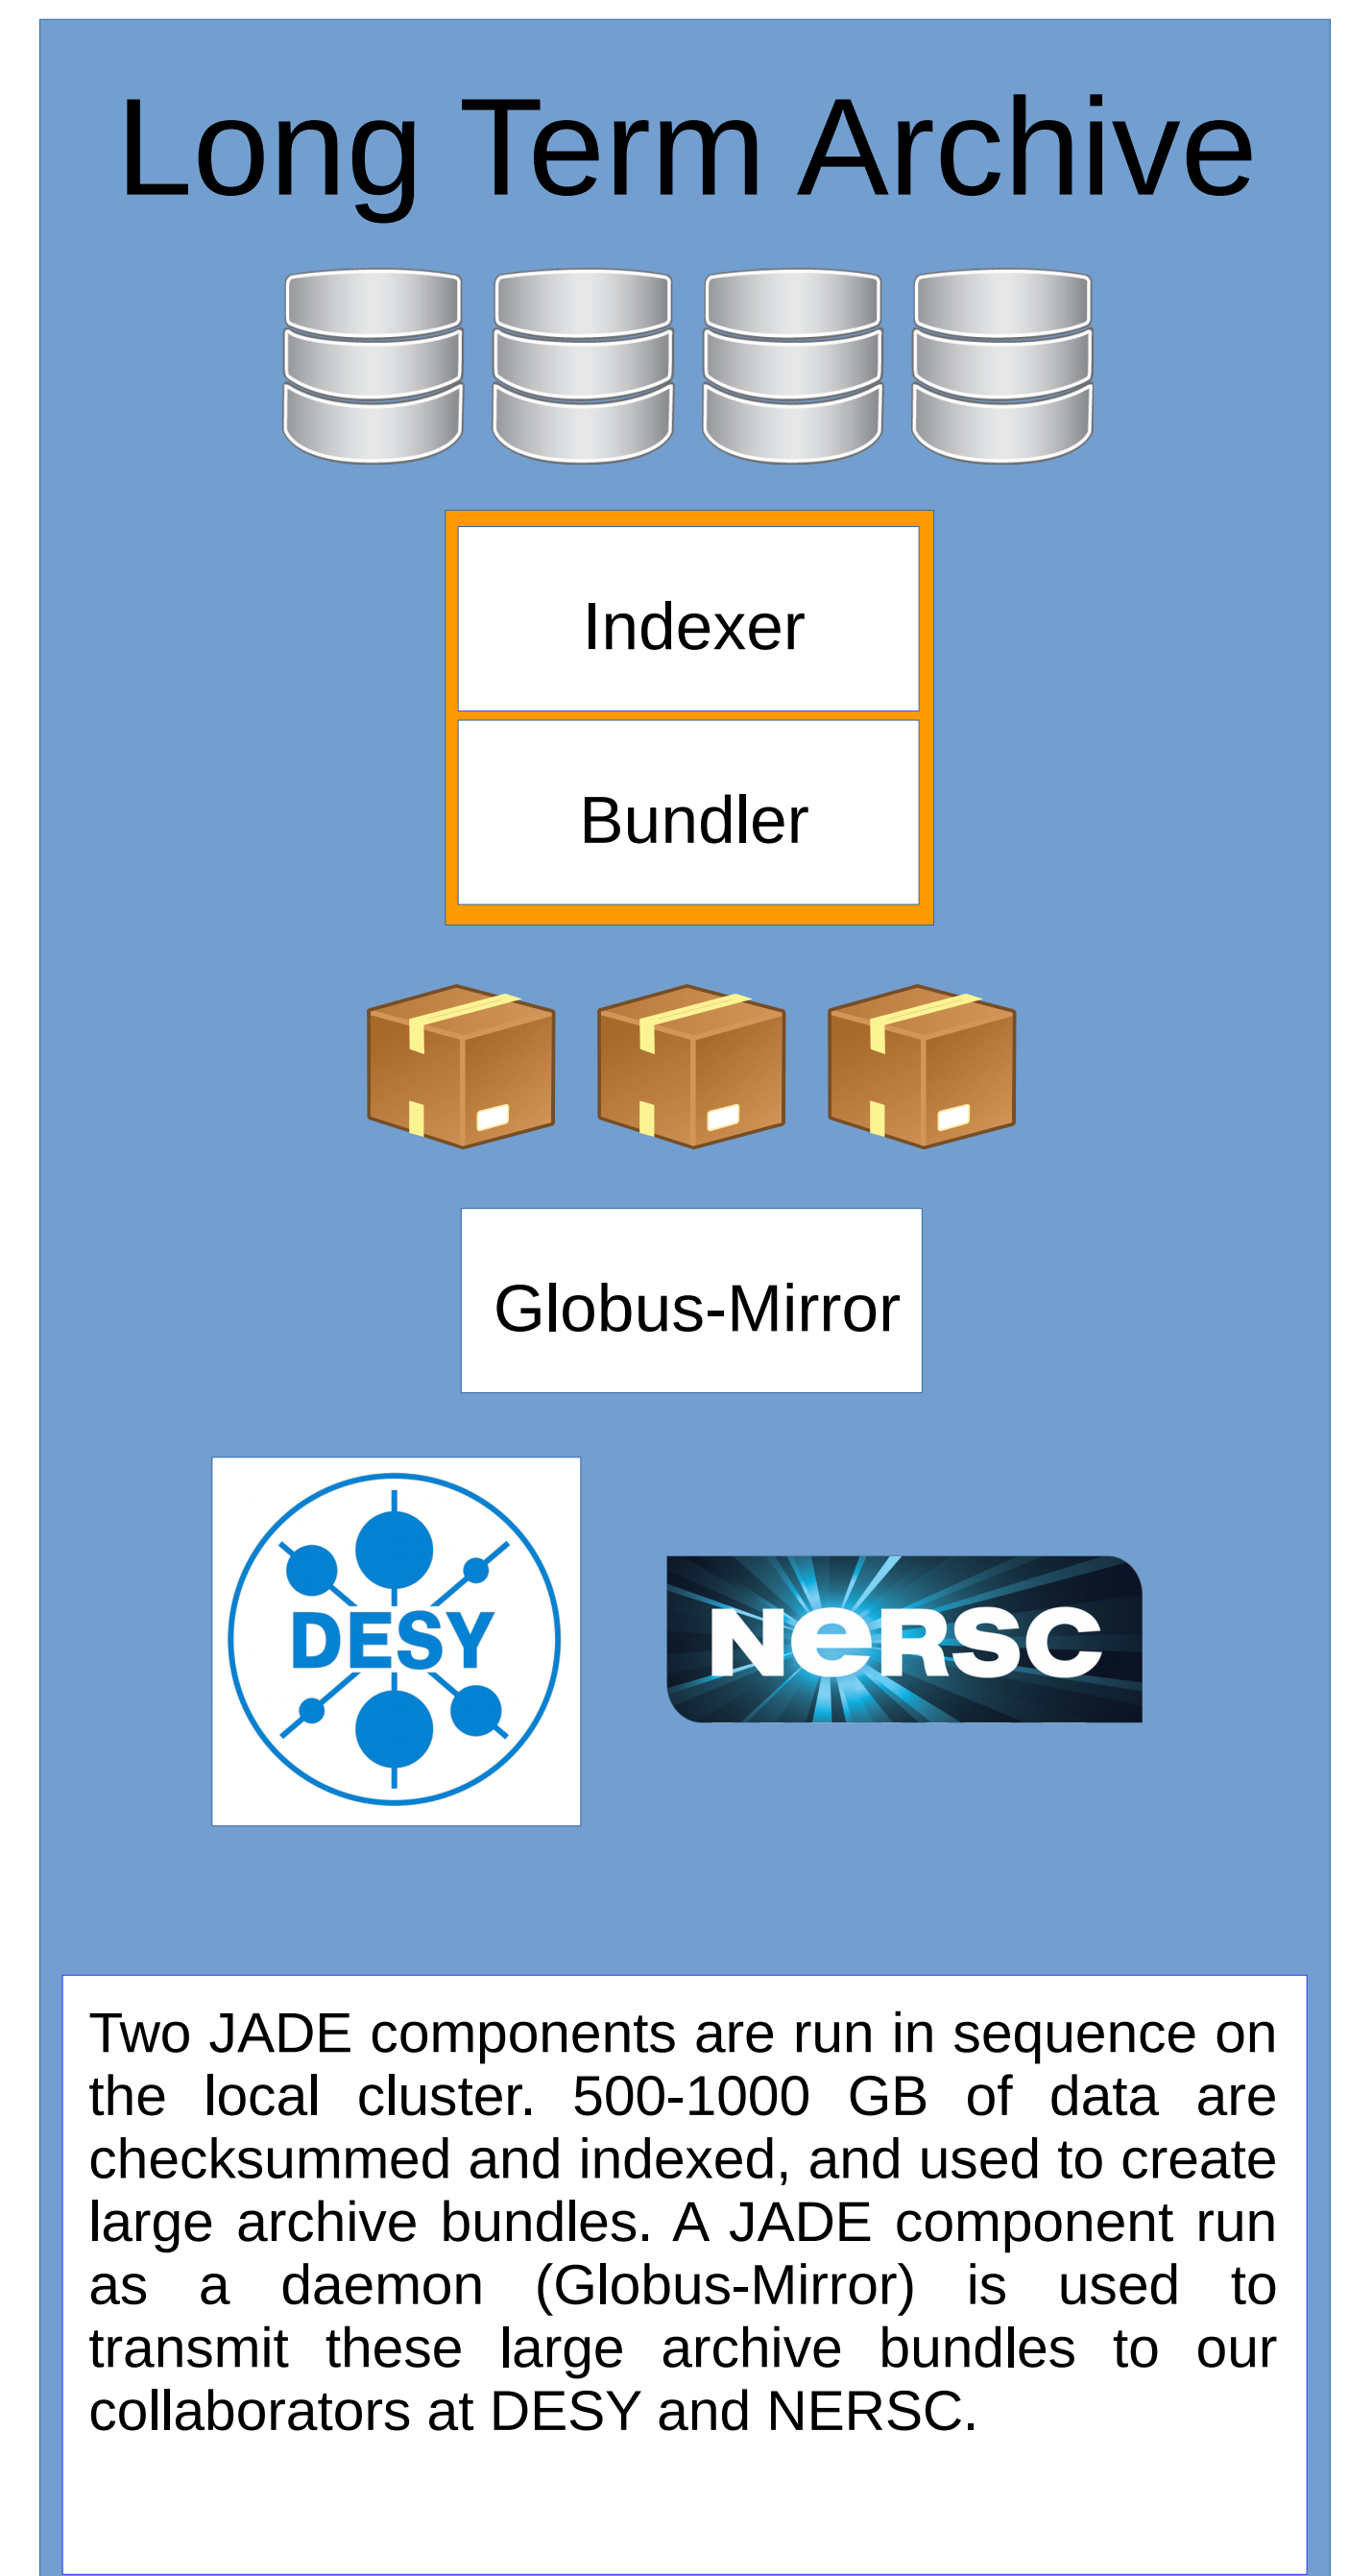 Long Term Archive
Indexer
Bundler
Globus-Mirror
DESY
NeRSC
Two JADE components are run in sequence on
the local cluster. 500-1000 GB of data are
checksummed and indexed, and used to create
large archive bundles. A JADE component run
as a daemon (Globus-Mirror) is used to
transmit these large archive bundles to our
collaborators at DESY and NERSC.